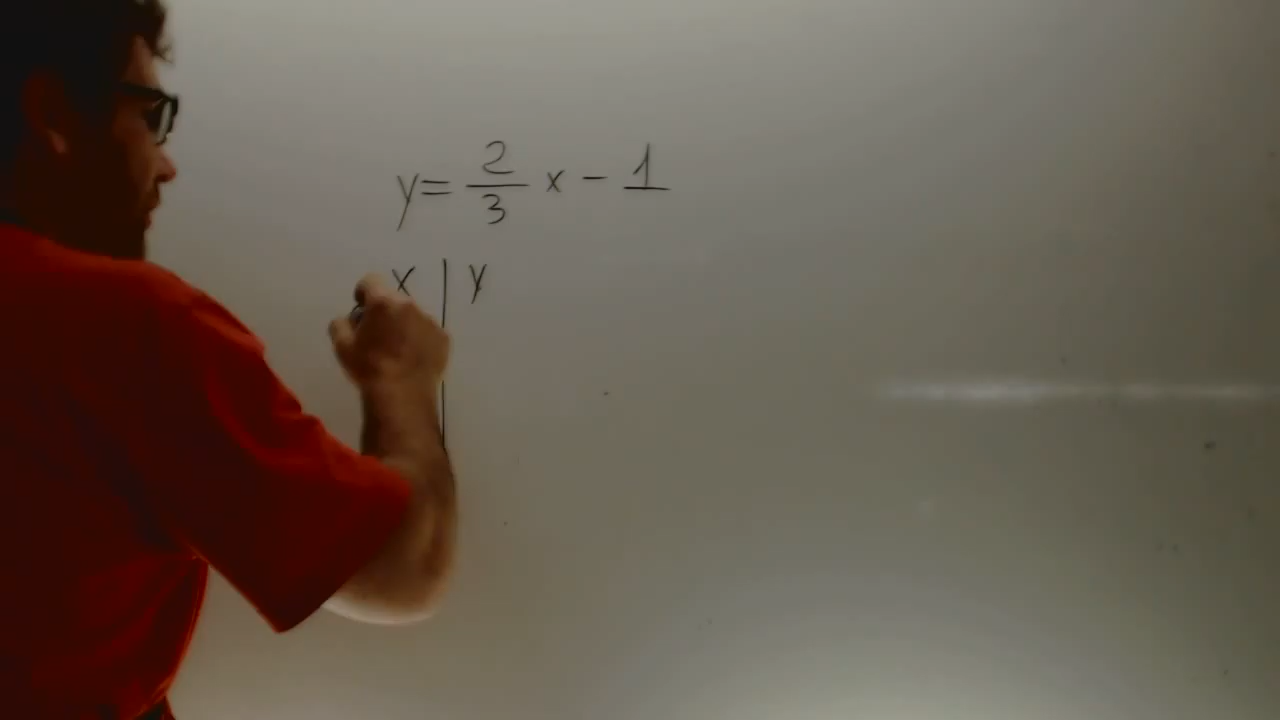 y = 2/3 x - 1
x | y